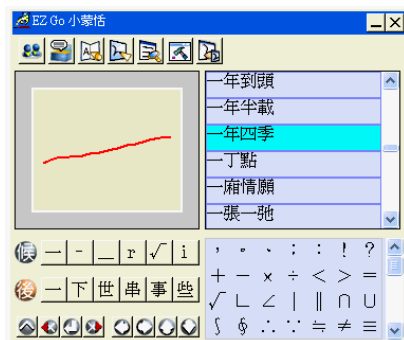 EZ Go 小蒙恬
一年到頭
一年半載
一年四季
一丁點
一廂情願
一張一弛
候 一 - _ r √ i
後 一 下 世 串 事 些
, 。 、 ; : ! ?
+ - × ÷ < > =
√ ∟ ∠ | ∥ ∩ ∪
∫ ∮ ∴ ∵ ≒ ≠ ≡